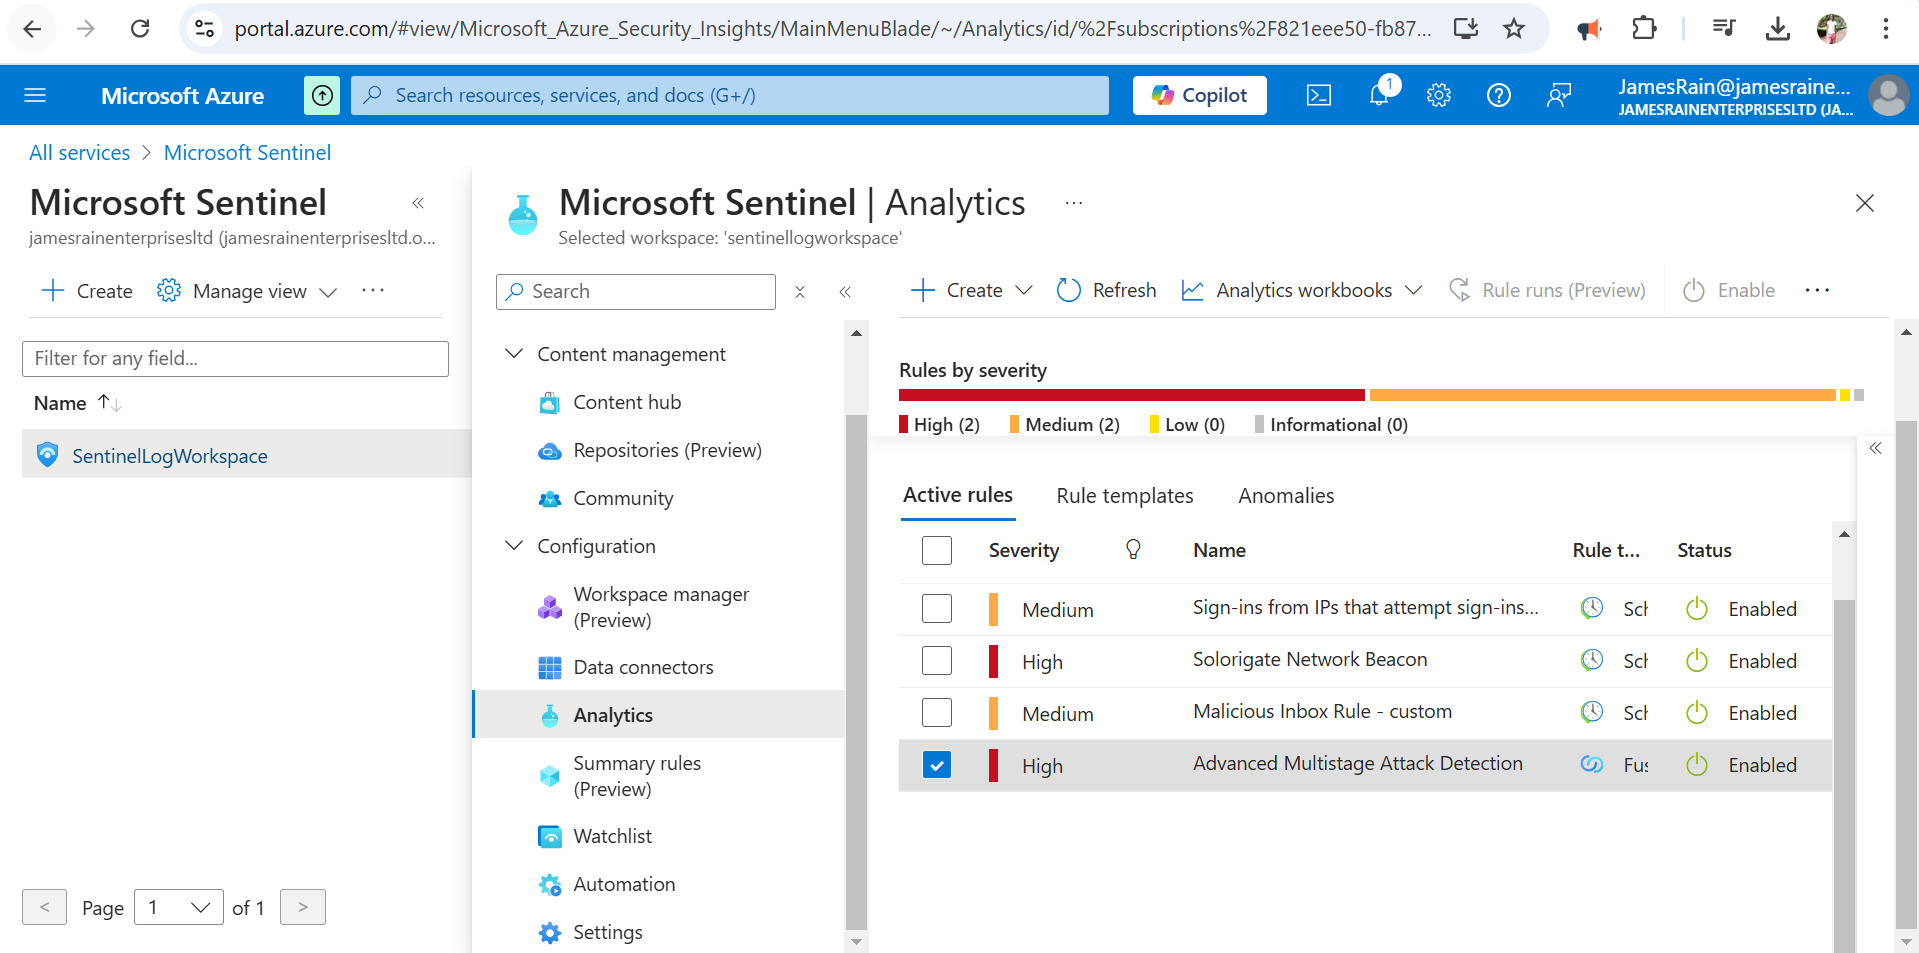 portal.azure.com/#view/Microsoft_Azure_Security_Insights/MainMenuBlade/~/Analytics/id/%2Fsubscriptions%2F821eee50-fb87...
Microsoft Azure
Search resources, services, and docs (G+/)
Copilot
1
JamesRain@jamesraine...
JAMESRAINENTERPRISESLTD (JA...
All services > Microsoft Sentinel
Microsoft Sentinel
jamesrainenterprisesltd (jamesrainenterprisesltd.o...
Create
Manage view
Filter for any field...
Name
SentinelLogWorkspace
< Page 1 of 1 >
Microsoft Sentinel | Analytics
Selected workspace: 'sentinellogworkspace'
Search
Content management
Content hub
Repositories (Preview)
Community
Configuration
Workspace manager
(Preview)
Data connectors
Analytics
Summary rules
(Preview)
Watchlist
Automation
Settings
Create
Refresh
Analytics workbooks
Rule runs (Preview)
Enable
Rules by severity
High (2) Medium (2) Low (0) Informational (0)
Active rules Rule templates Anomalies
Severity Name Rule t... Status
Medium Sign-ins from IPs that attempt sign-ins... Sch Enabled
High Solorigate Network Beacon Sch Enabled
Medium Malicious Inbox Rule - custom Sch Enabled
High Advanced Multistage Attack Detection Fus Enabled